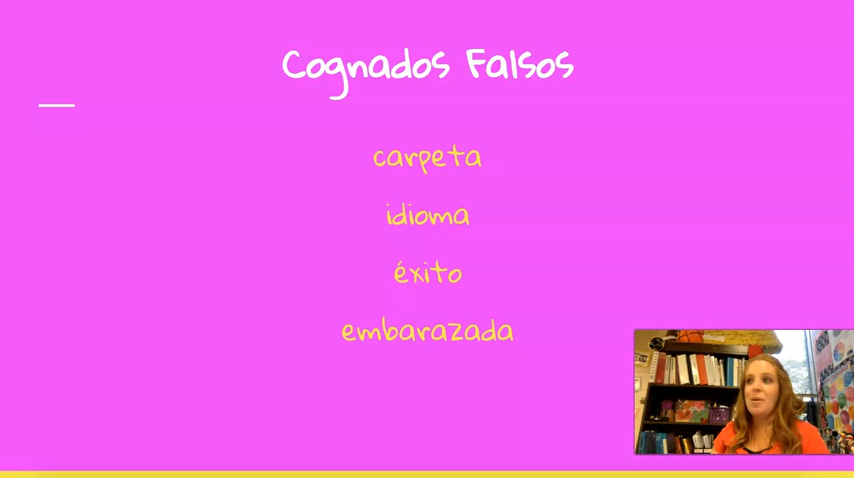 Cognados Falsos
carpeta
idioma
éxito
embarazada